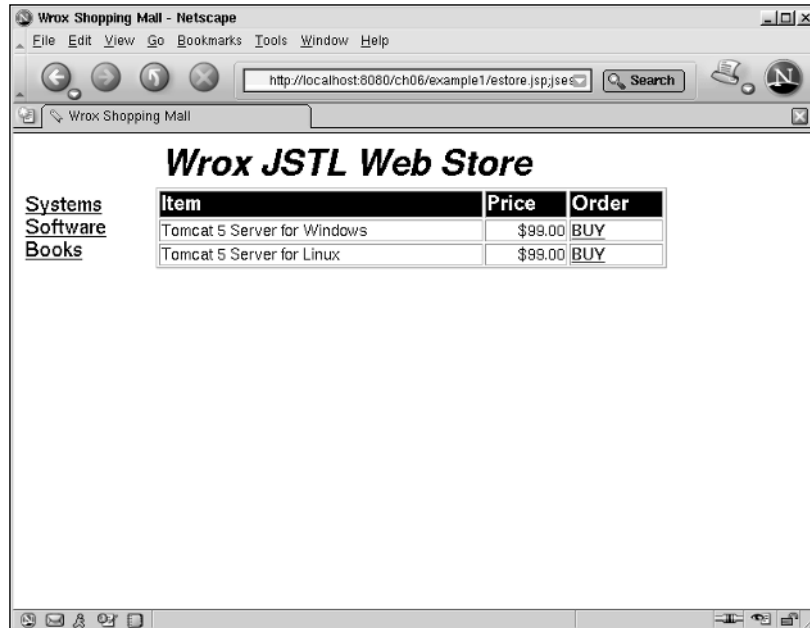 Wrox Shopping Mall - Netscape
File Edit View Go Bookmarks Tools Window Help
http://localhost:8080/ch06/example1/estore.jsp;jses
Search
N
Wrox Shopping Mall
Wrox JSTL Web Store
Systems
Software
Books
Item Price Order
Tomcat 5 Server for Windows $99.00 BUY
Tomcat 5 Server for Linux $99.00 BUY